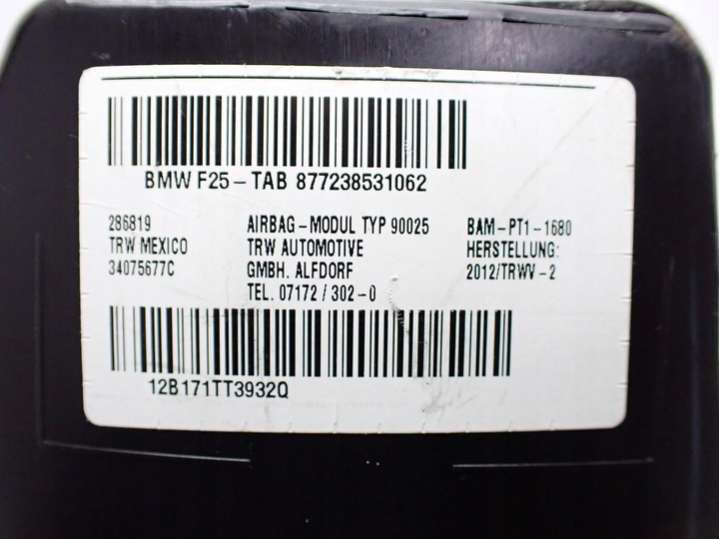 BMW F25-TAB 877238531062
286819
TRW MEXICO
34075677C
AIRBAG-MODUL TYP 90025
TRW AUTOMOTIVE
GMBH. ALFDORF
TEL. 07172 / 302-0
BAM-PT1-1680
HERSTELLUNG:
2012/TRWV-2
12B171TT3932Q